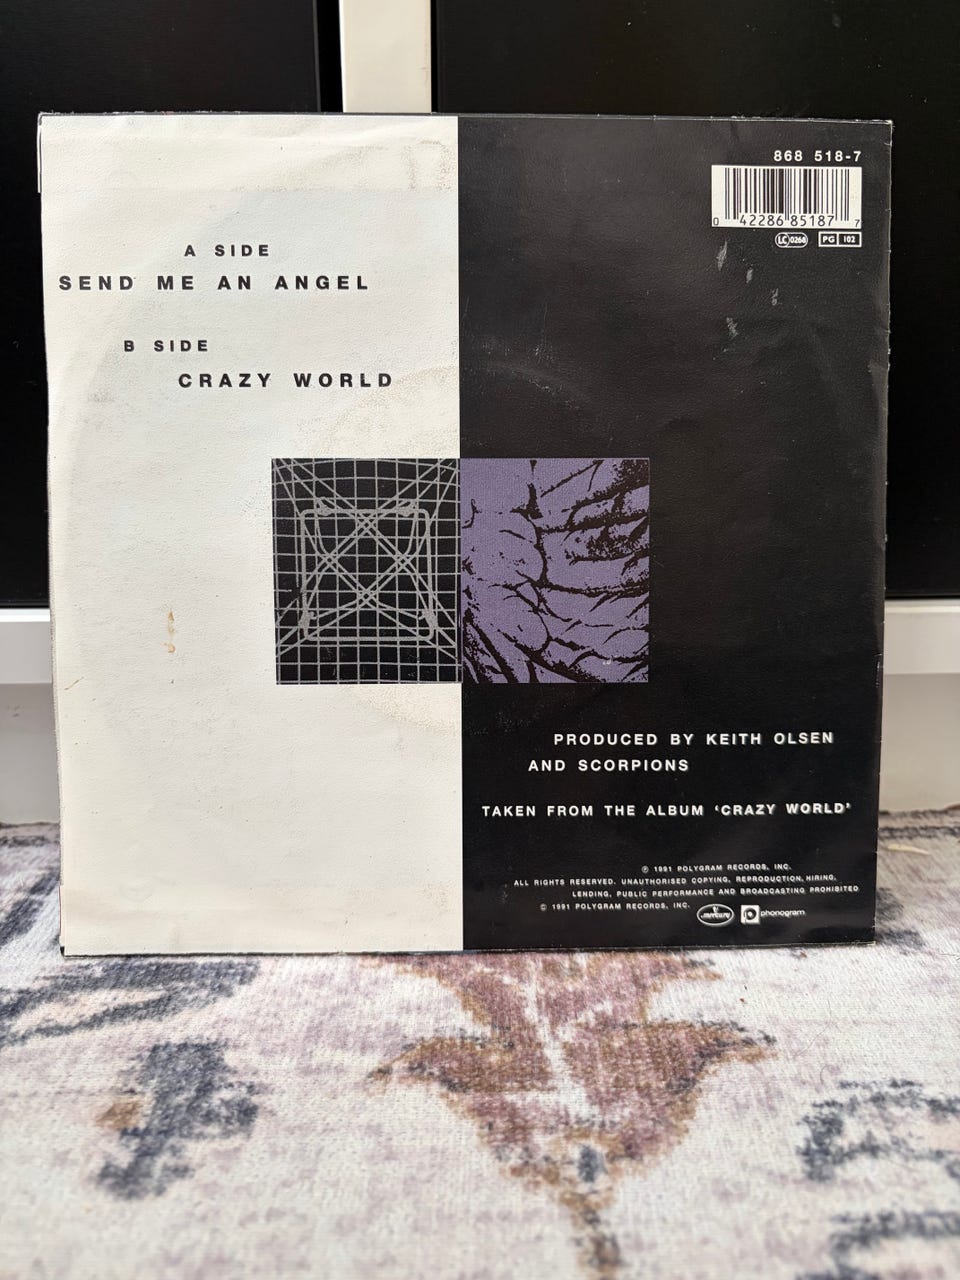 868 518-7
0 42286 85187 7
LC 0268 PG 102
A SIDE
SEND ME AN ANGEL
B SIDE
CRAZY WORLD
PRODUCED BY KEITH OLSEN
AND SCORPIONS
TAKEN FROM THE ALBUM ‘CRAZY WORLD’
℗ 1991 POLYGRAM RECORDS, INC.
ALL RIGHTS RESERVED. UNAUTHORISED COPYING, REPRODUCTION, HIRING,
LENDING, PUBLIC PERFORMANCE AND BROADCASTING PROHIBITED
© 1991 POLYGRAM RECORDS, INC.
mercury phonogram